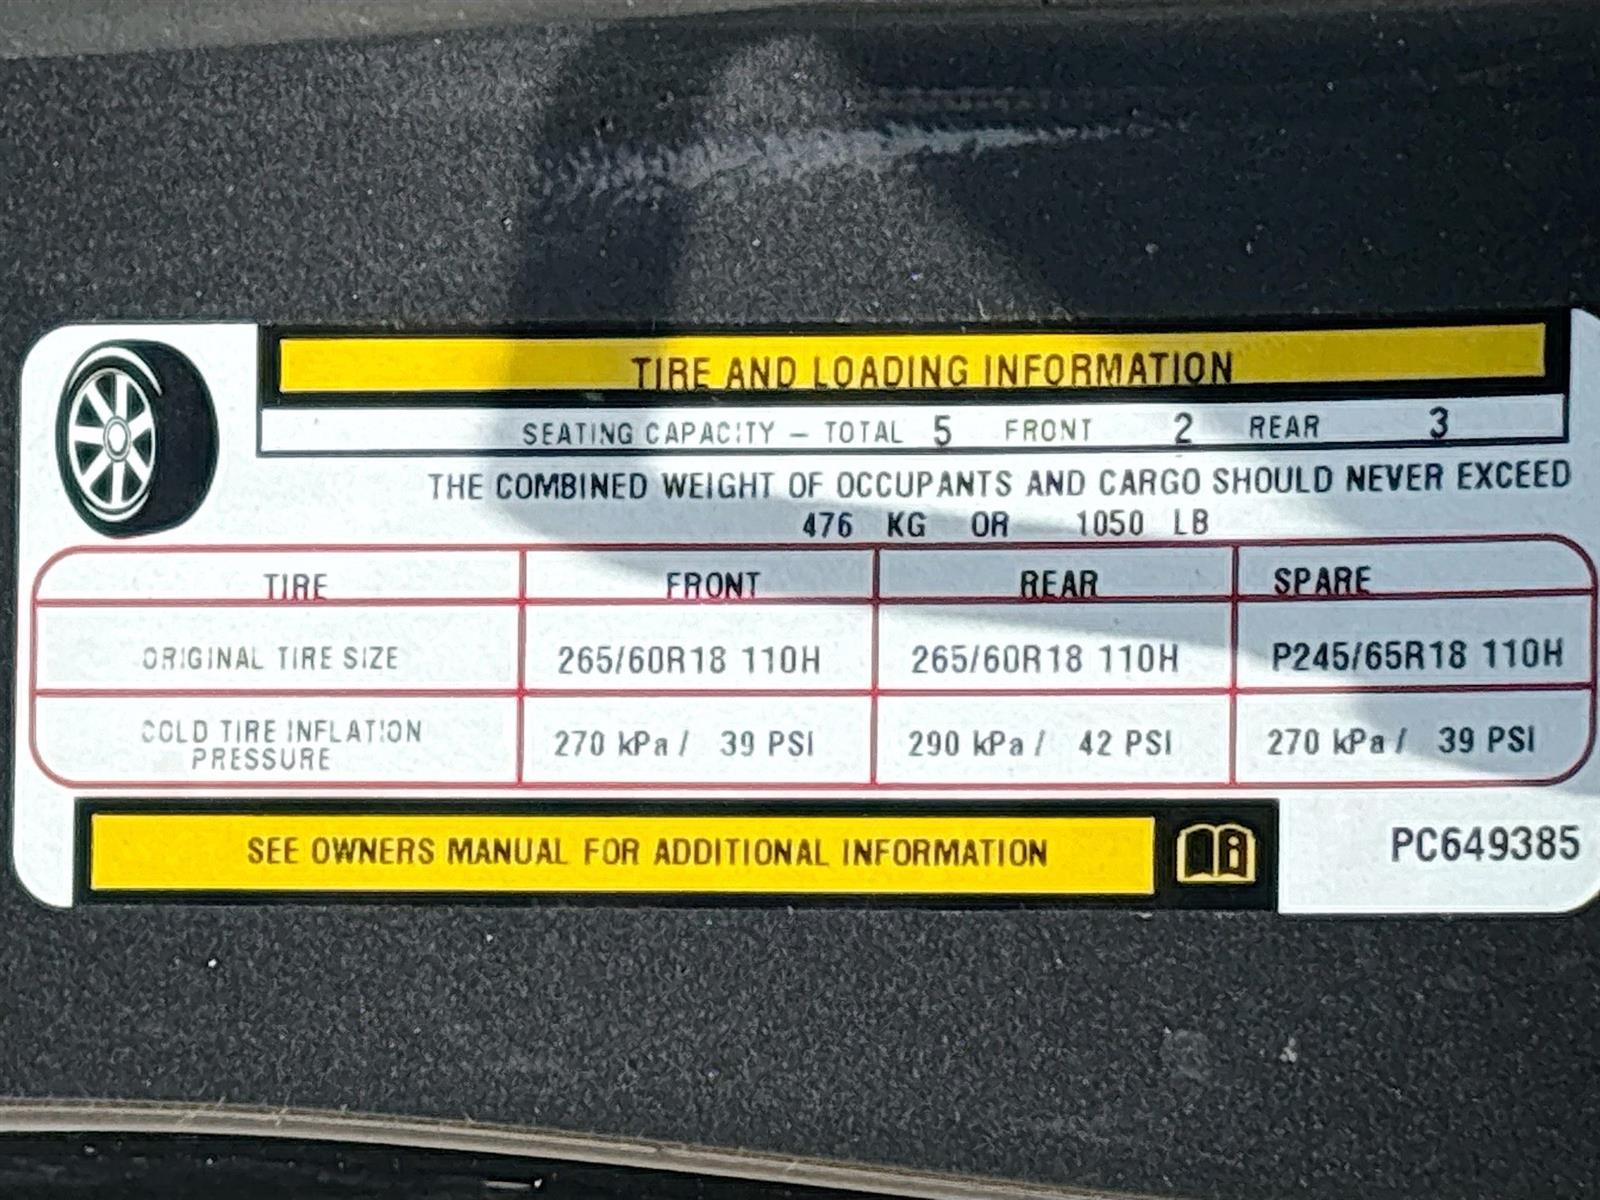 TIRE AND LOADING INFORMATION
SEATING CAPACITY – TOTAL 5 FRONT 2 REAR 3
THE COMBINED WEIGHT OF OCCUPANTS AND CARGO SHOULD NEVER EXCEED
476 KG OR 1050 LB
TIRE FRONT REAR SPARE
ORIGINAL TIRE SIZE 265/60R18 110H 265/60R18 110H P245/65R18 110H
COLD TIRE INFLATION PRESSURE 270 kPa / 39 PSI 290 kPa / 42 PSI 270 kPa / 39 PSI
SEE OWNERS MANUAL FOR ADDITIONAL INFORMATION
PC649385